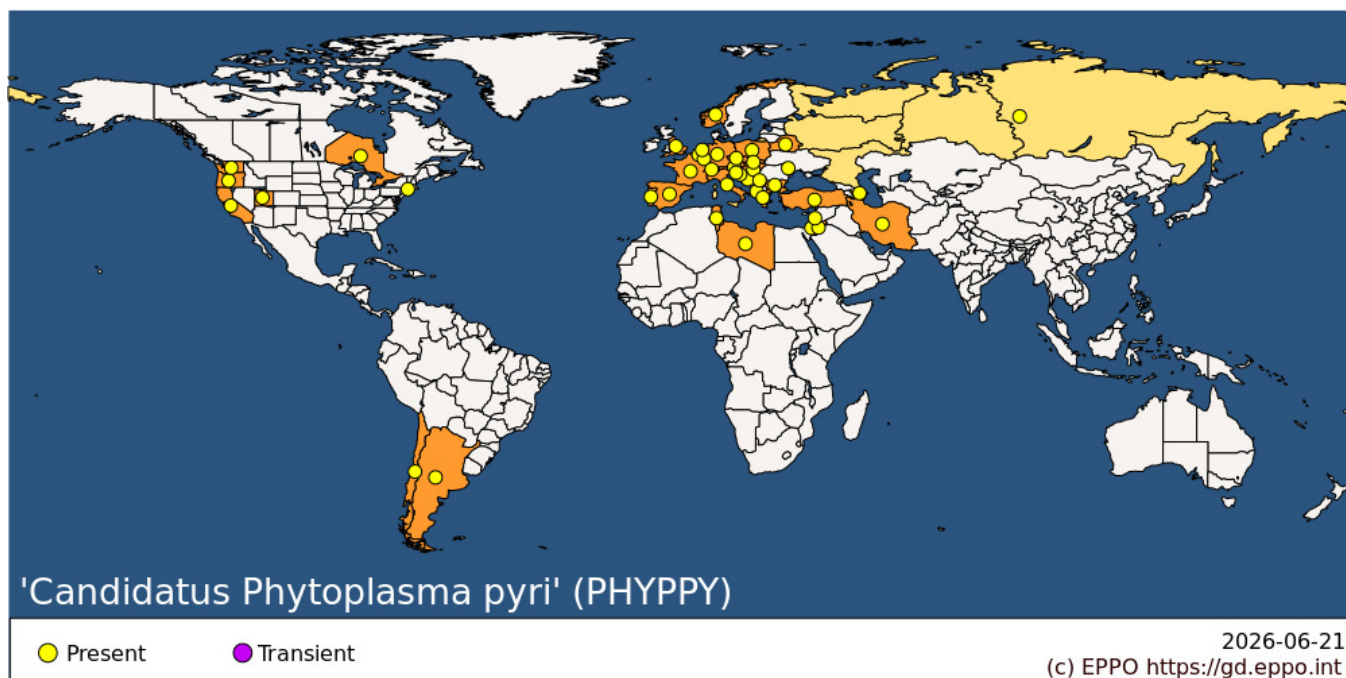 'Candidatus Phytoplasma pyri' (PHYPPY)
Present
Transient
2026-06-21
(c) EPPO https://gd.eppo.int